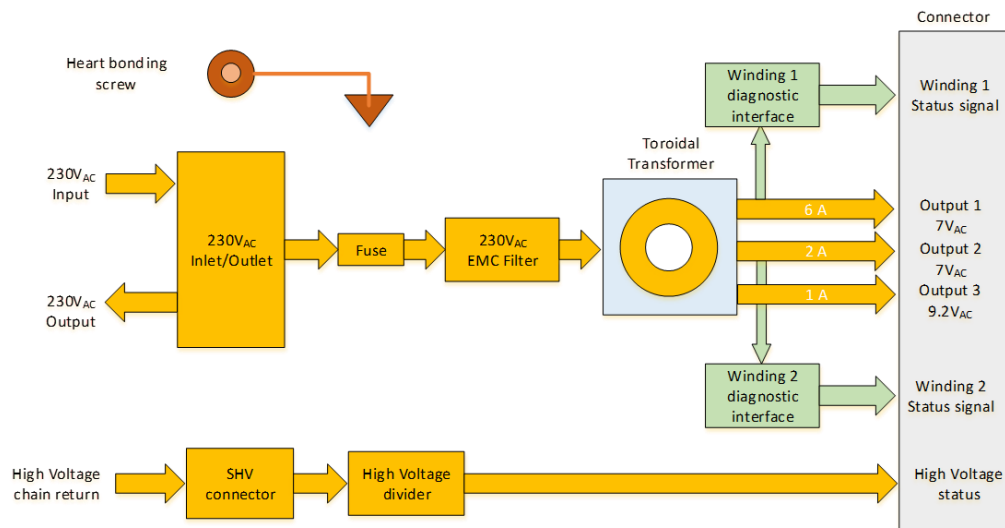 Connector
Heart bonding
screw
Winding 1
diagnostic
interface
Winding 1
Status signal
Toroidal
Transformer
230VAC
Input
230VAC
Inlet/Outlet
Fuse
230VAC
EMC Filter
6 A
2 A
1 A
Output 1
7VAC
Output 2
7VAC
Output 3
9.2VAC
230VAC
Output
Winding 2
diagnostic
interface
Winding 2
Status signal
High Voltage
chain return
SHV
connector
High Voltage
divider
High Voltage
status